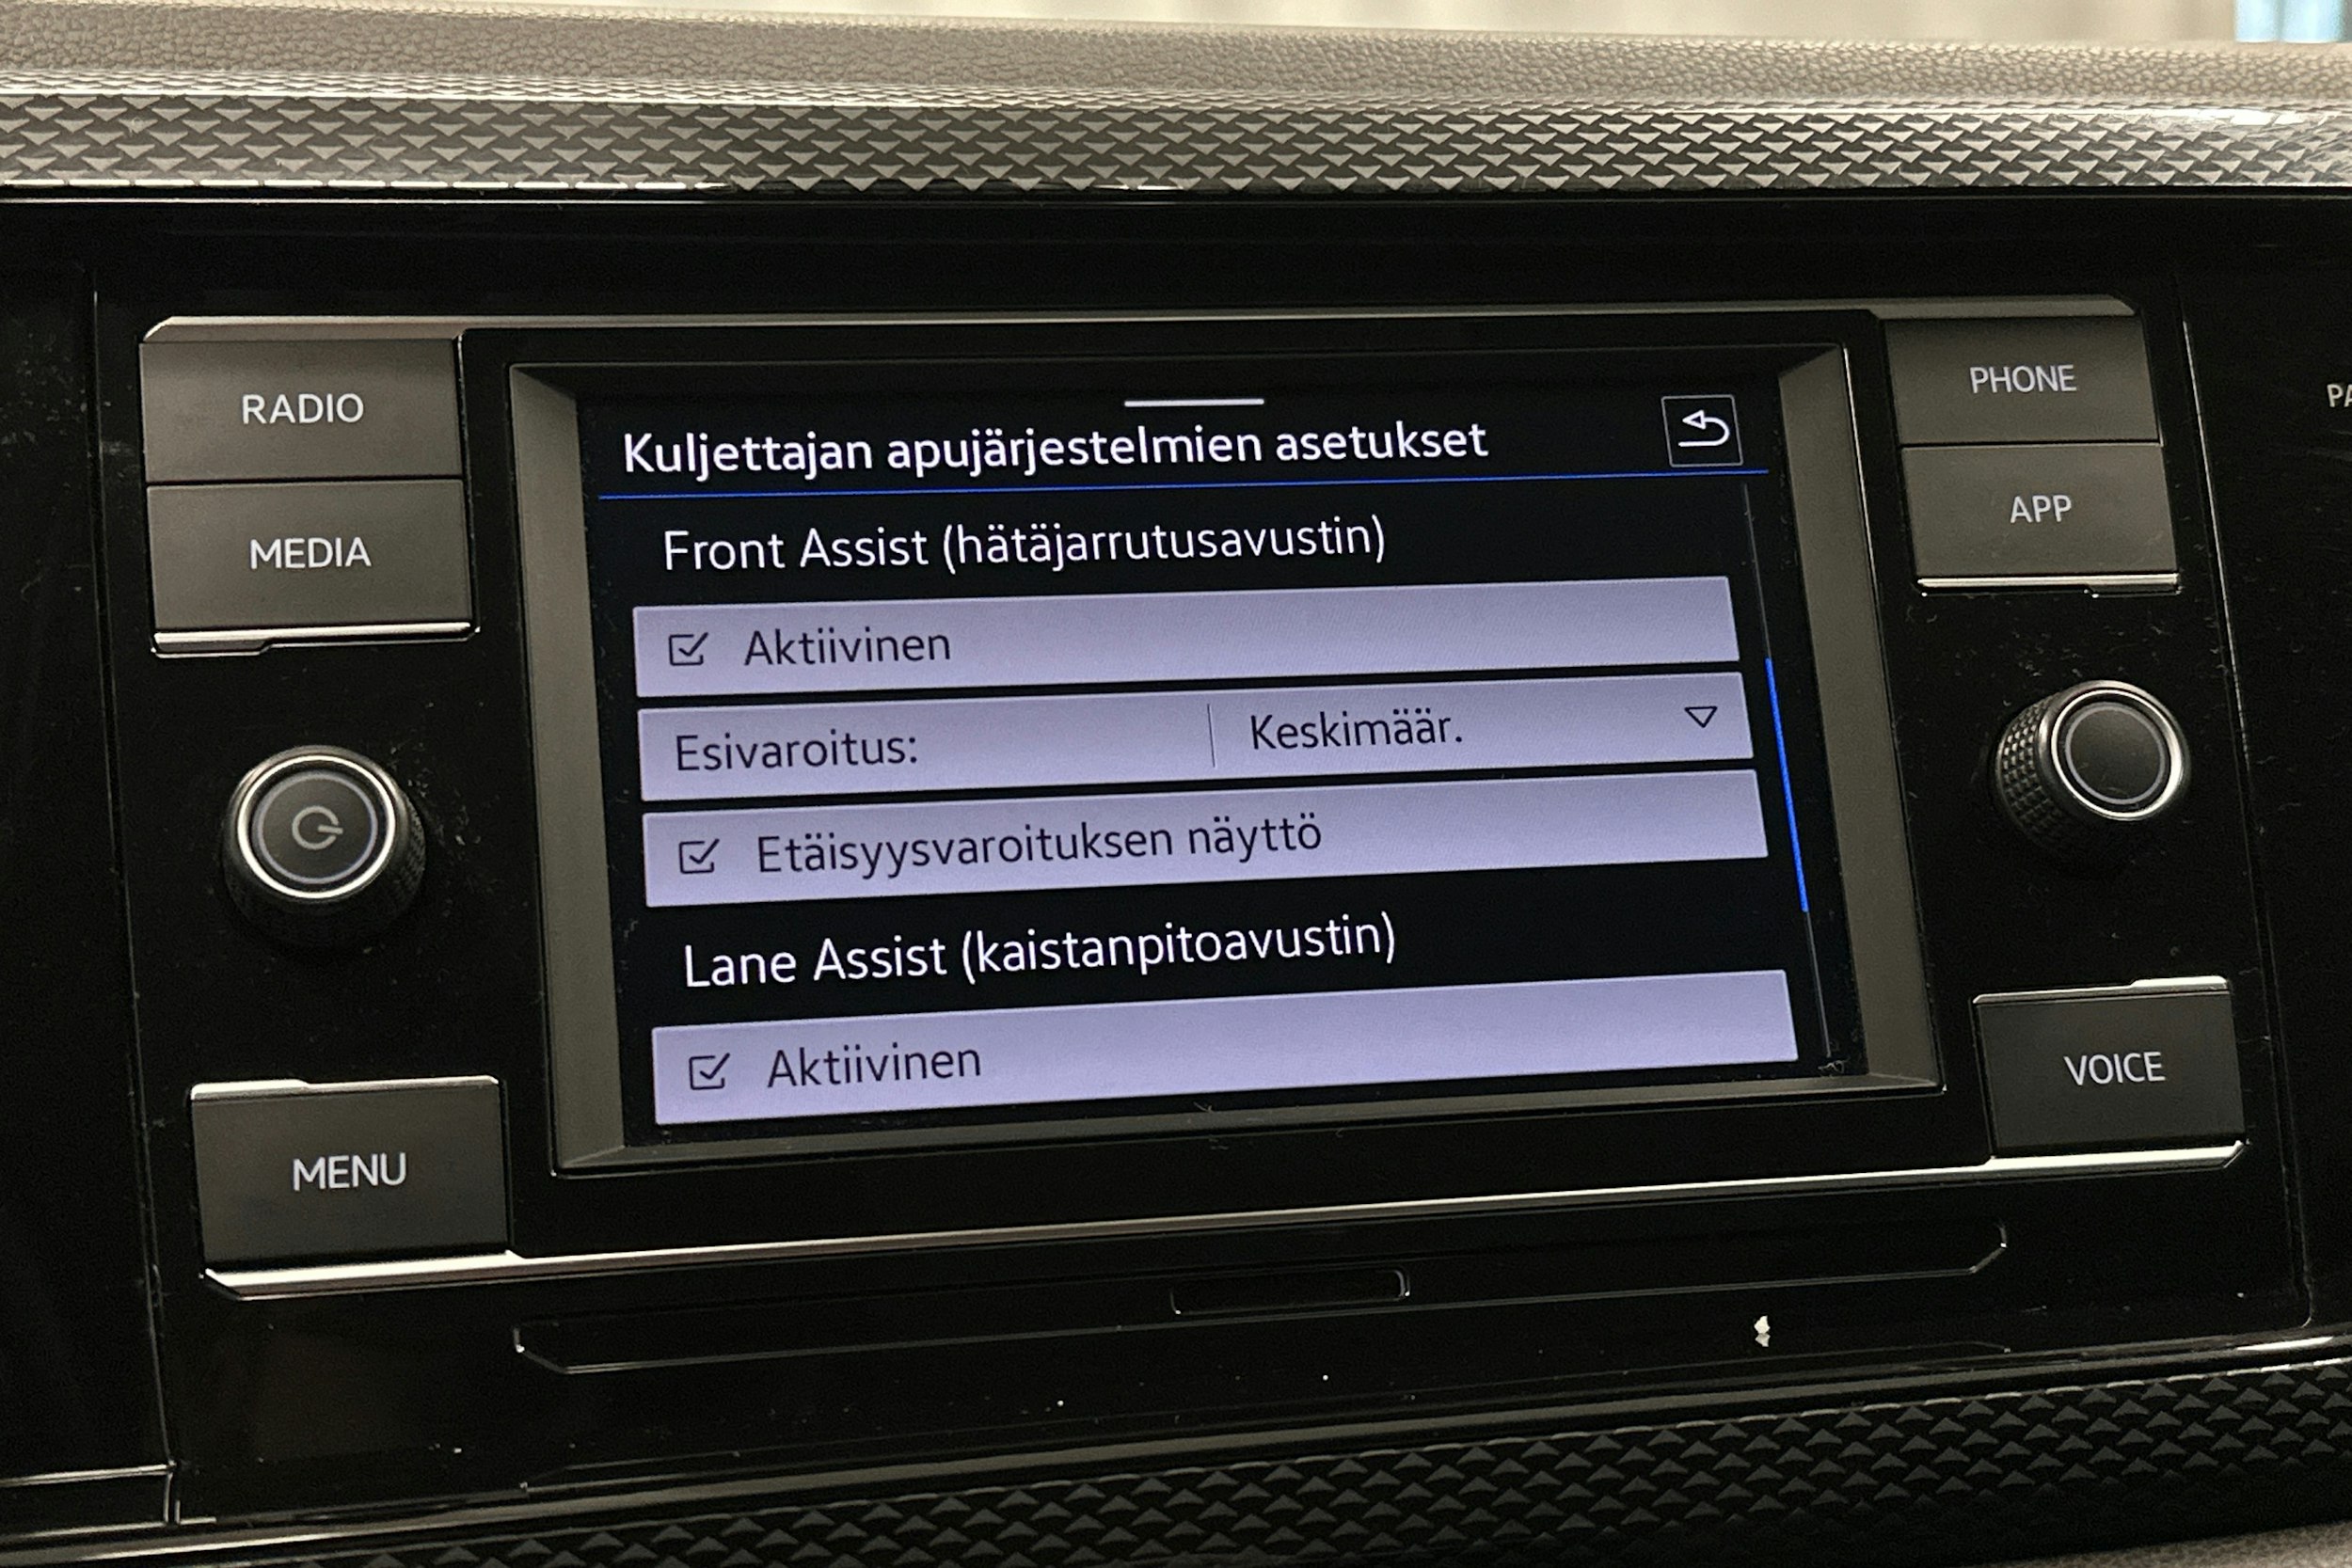 RADIO
MEDIA
MENU
Kuljettajan apujärjestelmien asetukset
Front Assist (hätäjarrutusavustin)
Aktiivinen
Esivaroitus: Keskimäär.
Etäisyysvaroituksen näyttö
Lane Assist (kaistanpitoavustin)
Aktiivinen
PHONE
APP
VOICE